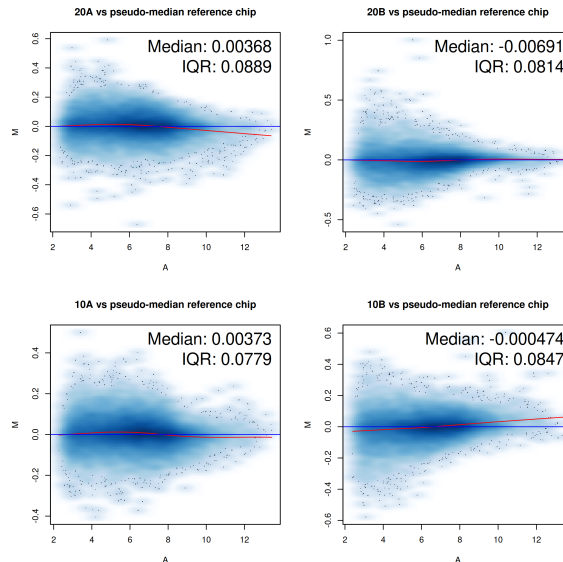 20A vs pseudo-median reference chip
Median: 0.00368
IQR: 0.0889
0.6
0.4
0.2
0.0
-0.2
-0.4
-0.6
M
2 4 6 8 10 12
A
20B vs pseudo-median reference chip
Median: -0.00691
IQR: 0.0814
1.0
0.5
0.0
-0.5
M
2 4 6 8 10 12
A
10A vs pseudo-median reference chip
Median: 0.00373
IQR: 0.0779
0.4
0.2
0.0
-0.2
-0.4
M
2 4 6 8 10 12
A
10B vs pseudo-median reference chip
Median: -0.000474
IQR: 0.0847
0.6
0.4
0.2
0.0
-0.2
-0.4
-0.6
M
2 4 6 8 10 12
A